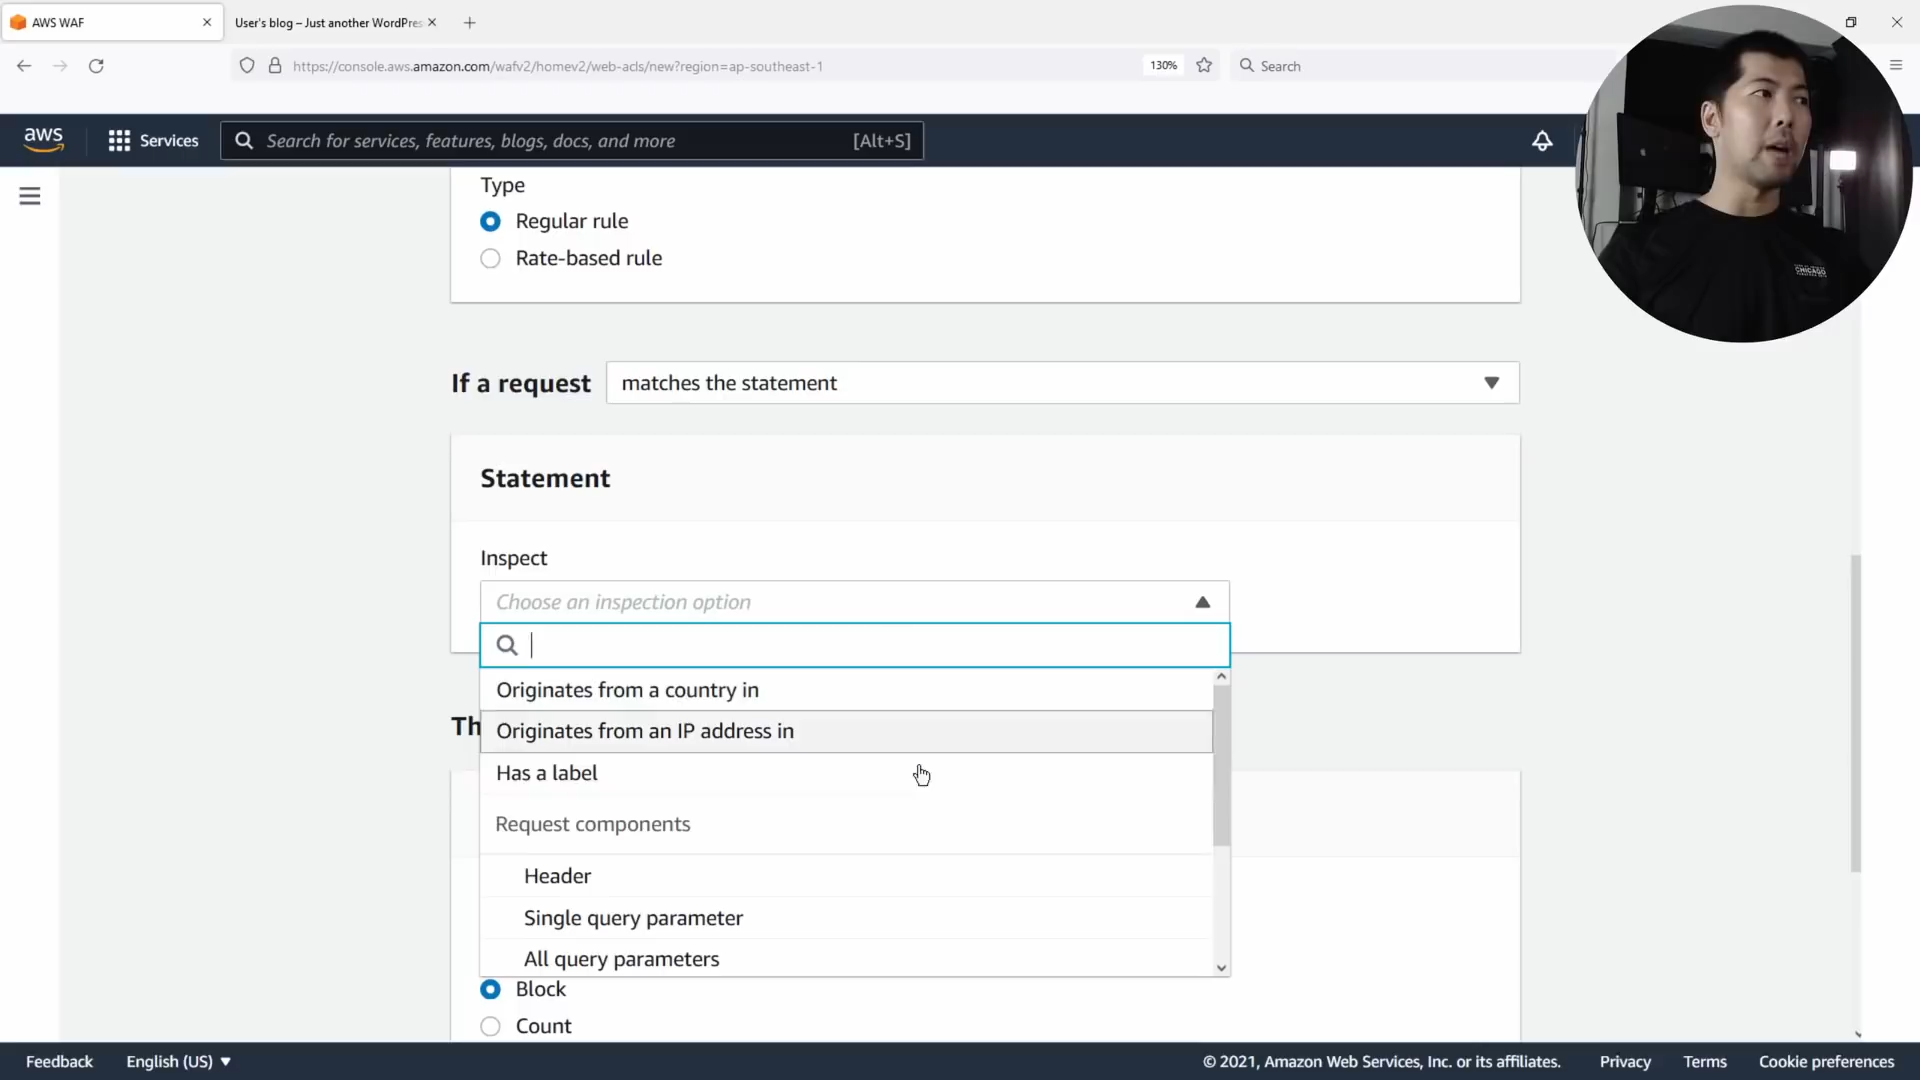 AWS WAF
User's blog – Just another WordPres
https://console.aws.amazon.com/wafv2/homev2/web-acls/new?region=ap-southeast-1
130%
Search
aws
Services
Search for services, features, blogs, docs, and more
[Alt+S]
Type
Regular rule
Rate-based rule
If a request
matches the statement
Statement
Inspect
Choose an inspection option
Originates from a country in
Th
Originates from an IP address in
Has a label
Request components
Header
Single query parameter
All query parameters
Block
Count
Feedback
English (US)
© 2021, Amazon Web Services, Inc. or its affiliates.
Privacy
Terms
Cookie preferences
CHICAGO